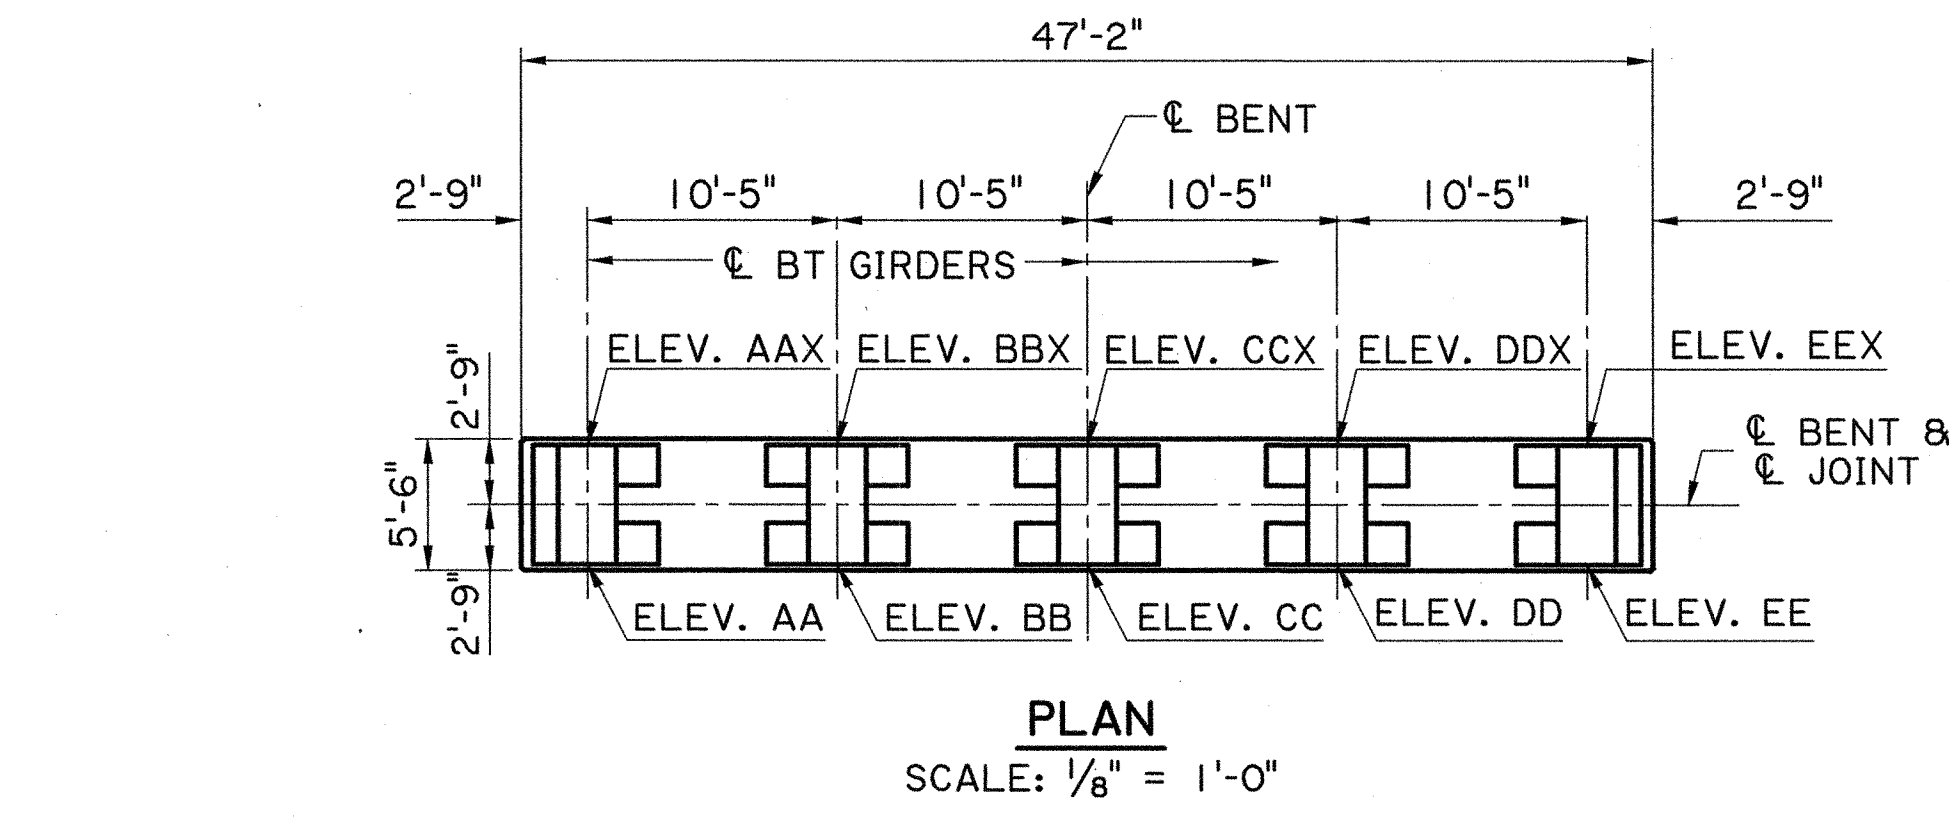 47'-2"
℄ BENT
2'-9" 10'-5" 10'-5" 10'-5" 10'-5" 2'-9"
℄ BT GIRDERS
ELEV. AAX ELEV. BBX ELEV. CCX ELEV. DDX ELEV. EEX
2'-9"
℄ BENT &
℄ JOINT
5'-6"
2'-9"
ELEV. AA ELEV. BB ELEV. CC ELEV. DD ELEV. EE
PLAN
SCALE: 1/8" = 1'-0"